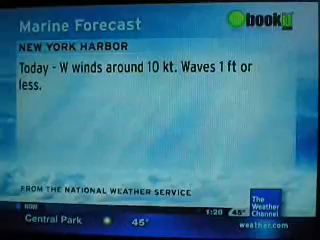 Marine Forecast
book
NEW YORK HARBOR
Today - W winds around 10 kt. Waves 1 ft or
less.
FROM THE NATIONAL WEATHER SERVICE
The
Weather
Channel
NOW
1:20 45°
Central Park 45°
weather.com